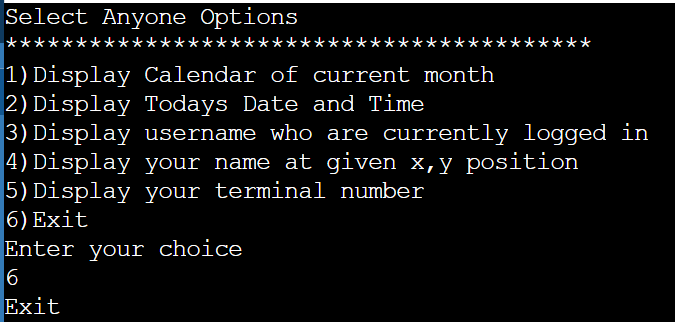 Select Anyone Options
******************************************
1)Display Calendar of current month
2)Display Todays Date and Time
3)Display username who are currently logged in
4)Display your name at given x,y position
5)Display your terminal number
6)Exit
Enter your choice
6
Exit